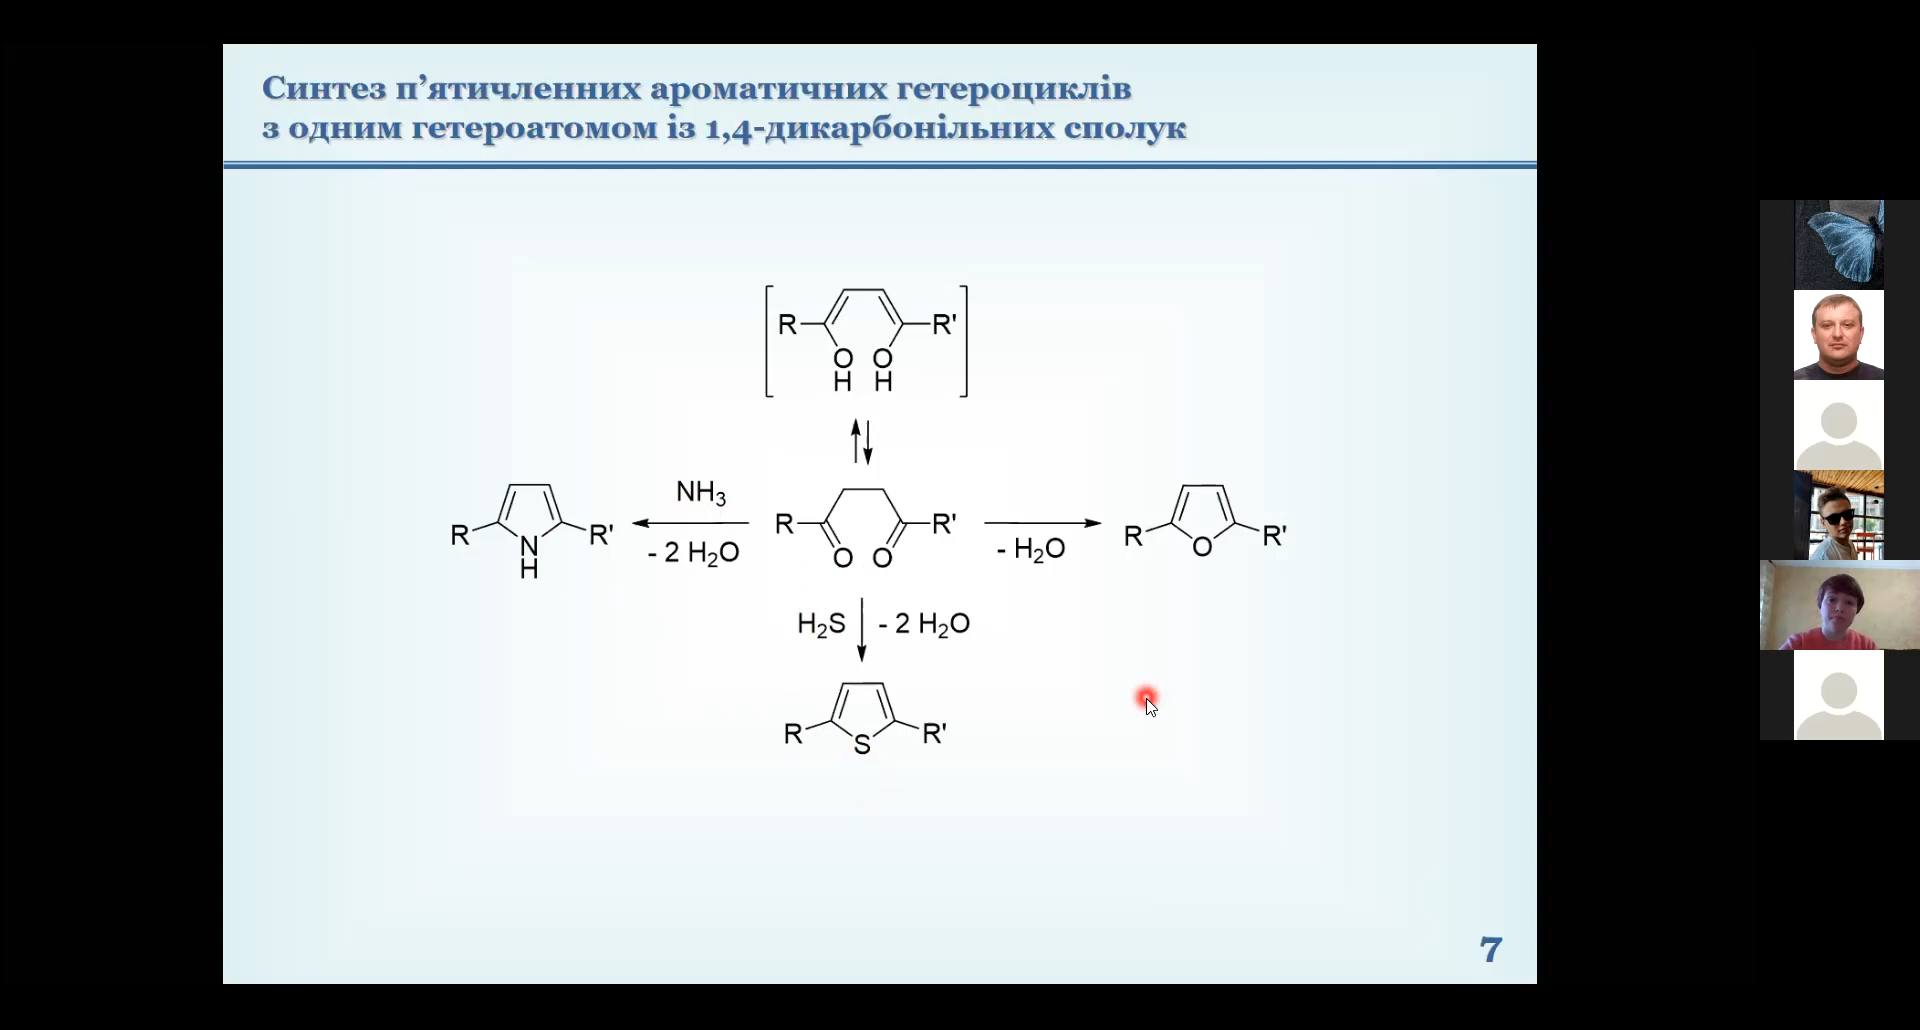 Синтез п’ятичленних ароматичних гетероциклів
з одним гетероатомом із 1,4-дикарбонільних сполук
R R'
O O
H H
NH3
R N R'
H
- 2 H2O
R R'
O O
- H2O
R O R'
H2S - 2 H2O
R S R'
7